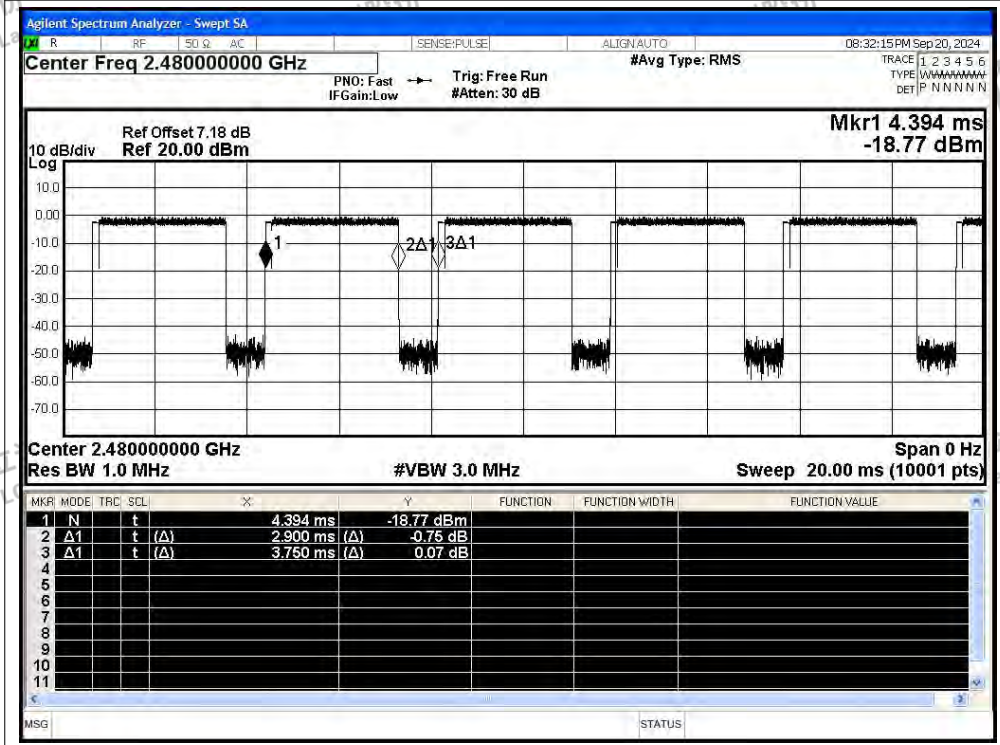 Agilent Spectrum Analyzer - Swept SA
LXI R RF 50 Ω AC SENSE:PULSE ALIGN AUTO 08:32:15 PM Sep 20, 2024
Center Freq 2.480000000 GHz
PNO: Fast
IFGain:Low
Trig: Free Run
#Atten: 30 dB
#Avg Type: RMS
TRACE 1 2 3 4 5 6
TYPE WWWWWW
DET P N N N N N
Mkr1 4.394 ms
-18.77 dBm
Ref Offset 7.18 dB
10 dB/div Ref 20.00 dBm
Log
10.0
0.00
-10.0
-20.0
-30.0
-40.0
-50.0
-60.0
-70.0
1 2Δ1 3Δ1
Center 2.480000000 GHz Span 0 Hz
Res BW 1.0 MHz #VBW 3.0 MHz Sweep 20.00 ms (10001 pts)
MKR MODE TRC SCL X Y FUNCTION FUNCTION WIDTH FUNCTION VALUE
1 N t 4.394 ms -18.77 dBm
2 Δ1 t (Δ) 2.900 ms (Δ) -0.75 dB
3 Δ1 t (Δ) 3.750 ms (Δ) 0.07 dB
4
5
6
7
8
9
10
11
MSG STATUS